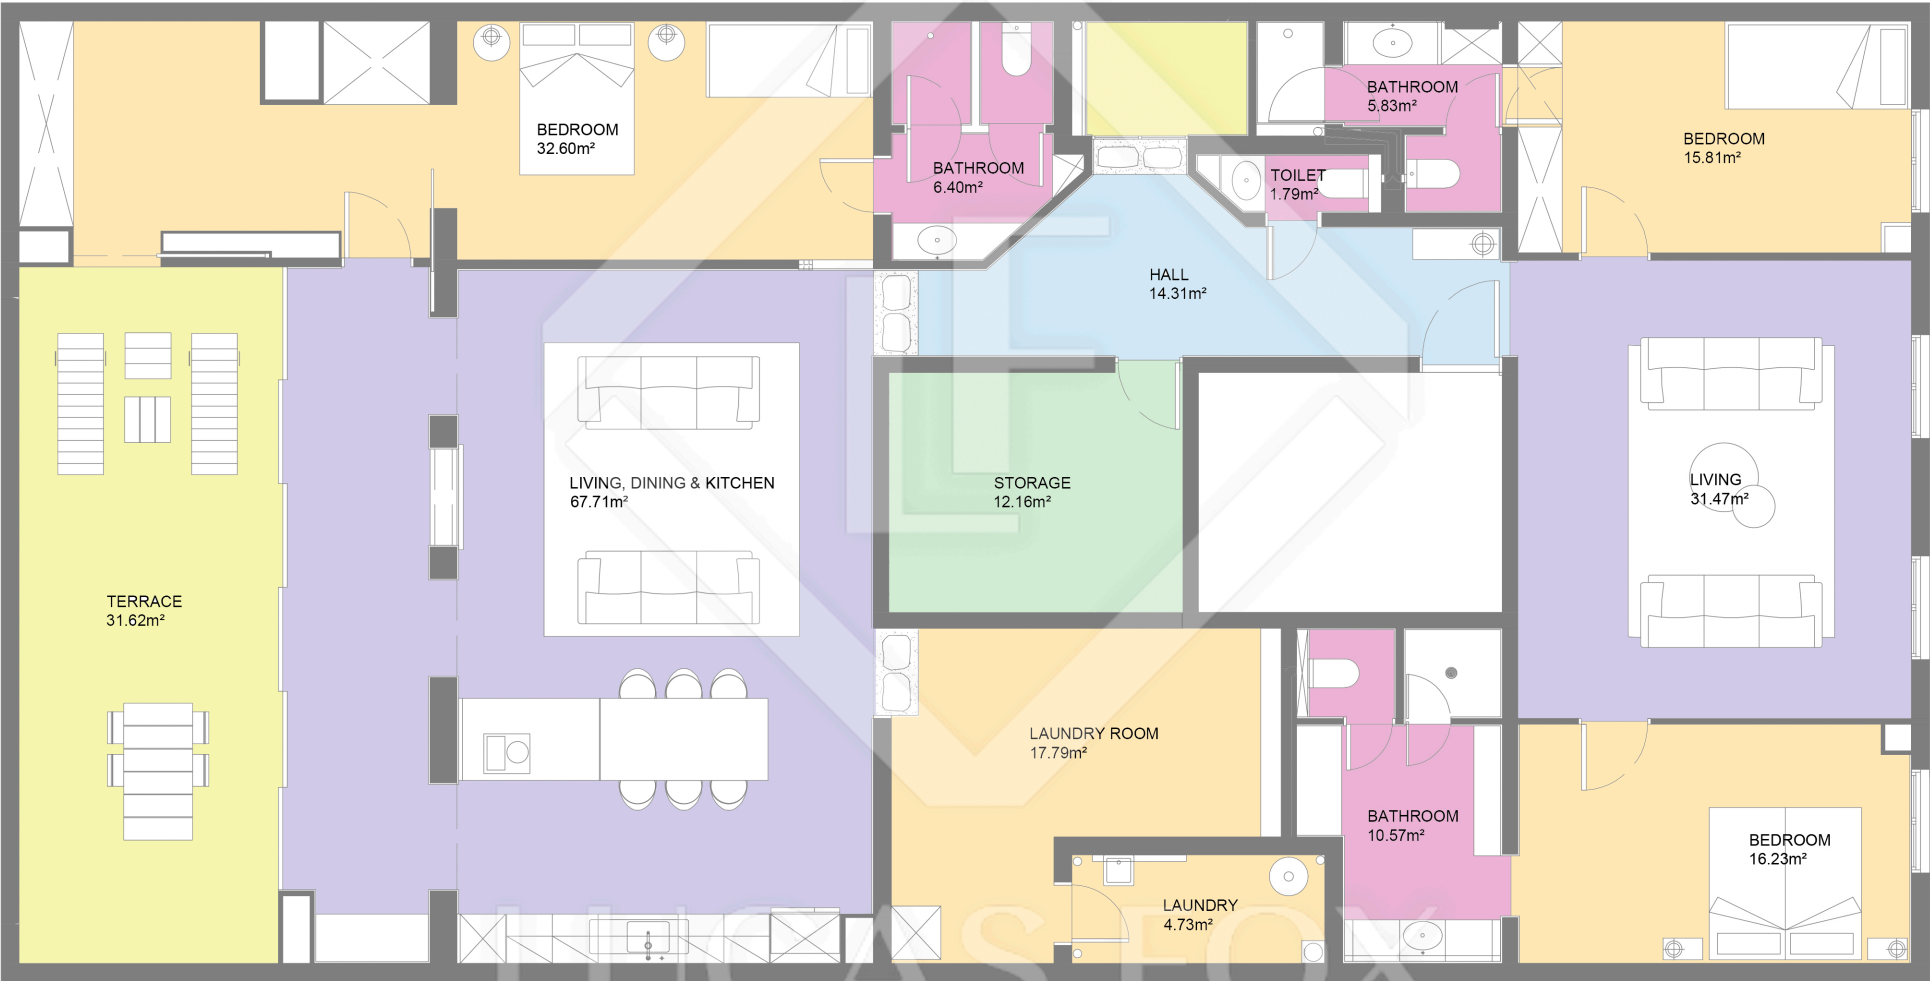 BEDROOM
32.60m²
BATHROOM
6.40m²
BATHROOM
5.83m²
TOILET
1.79m²
BEDROOM
15.81m²
HALL
14.31m²
LIVING, DINING & KITCHEN
67.71m²
STORAGE
12.16m²
LIVING
31.47m²
TERRACE
31.62m²
LAUNDRY ROOM
17.79m²
BATHROOM
10.57m²
BEDROOM
16.23m²
LAUNDRY
4.73m²
LUCAS FOX